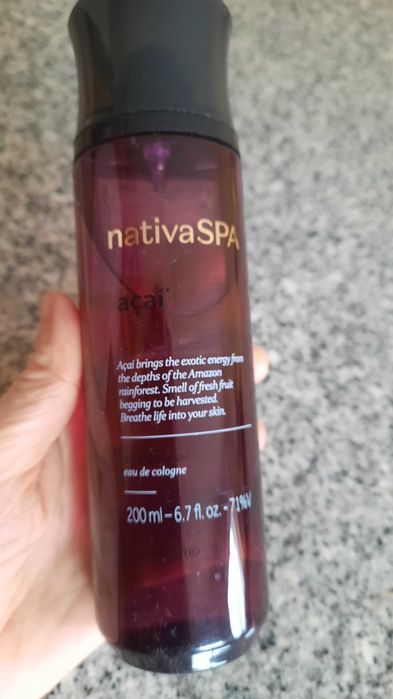 nativaSPA
açaí
Açaí brings the exotic energy from
the depths of the Amazon
rainforest. Smell of fresh fruit
begging to be harvested.
Breathe life into your skin.
eau de cologne
200 ml – 6.7 fl. oz. – 71%V